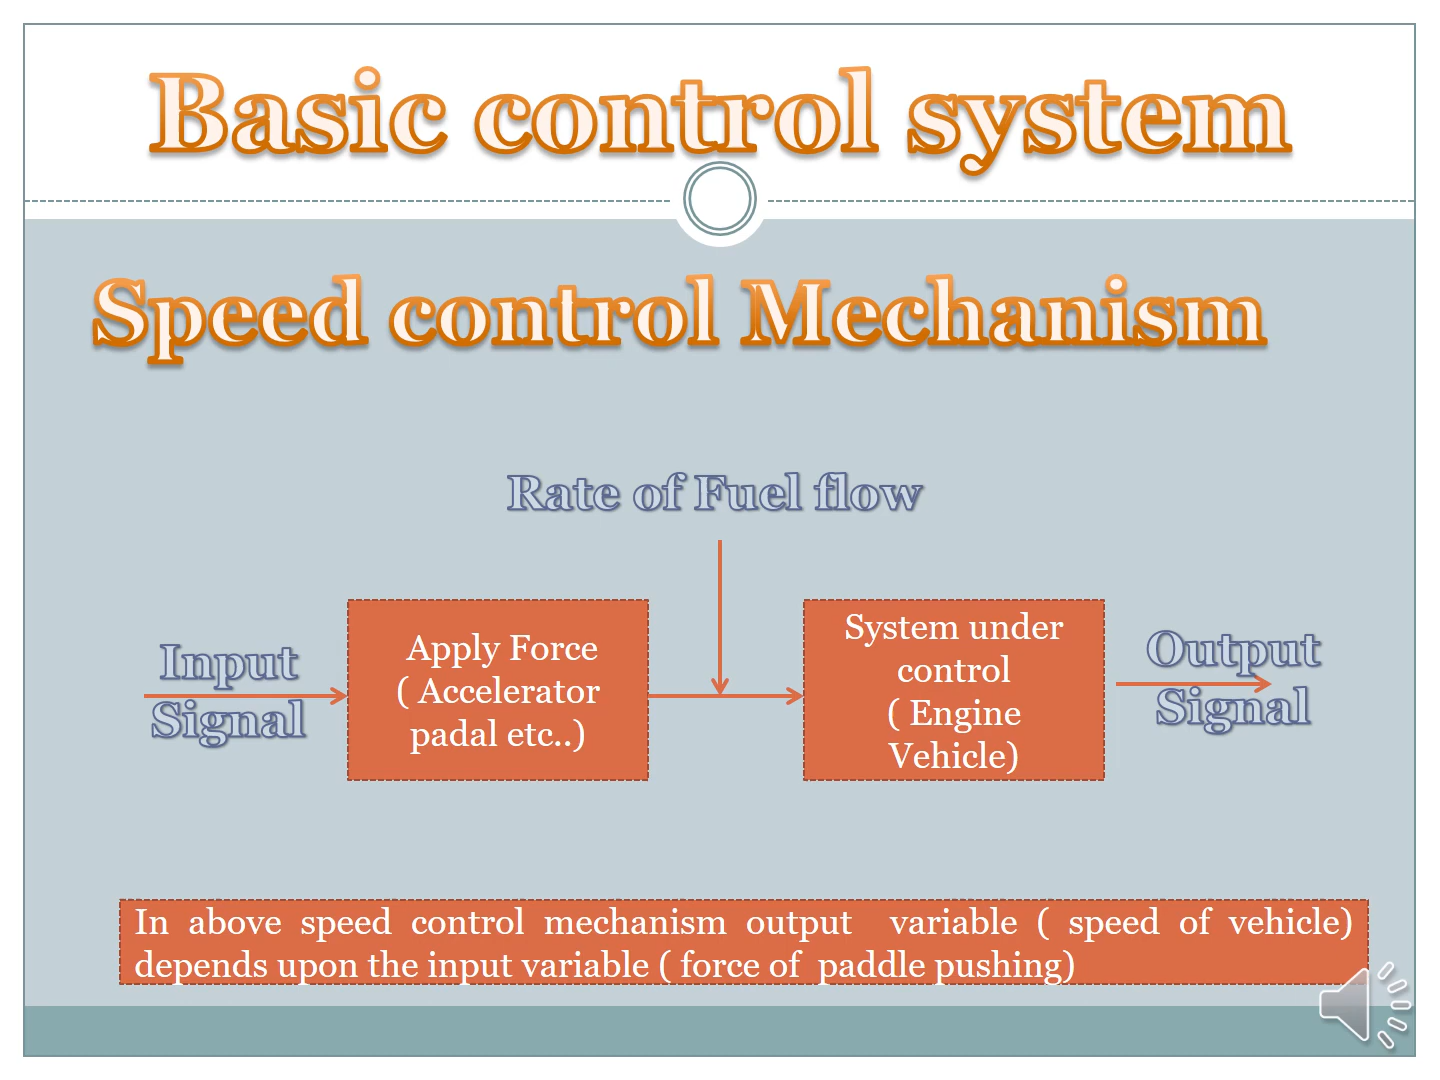 Basic control system
Speed control Mechanism
Rate of Fuel flow
Input
Signal
Apply Force
( Accelerator
padal etc..)
System under
control
( Engine
Vehicle)
Output
Signal
In above speed control mechanism output variable ( speed of vehicle)
depends upon the input variable ( force of paddle pushing)